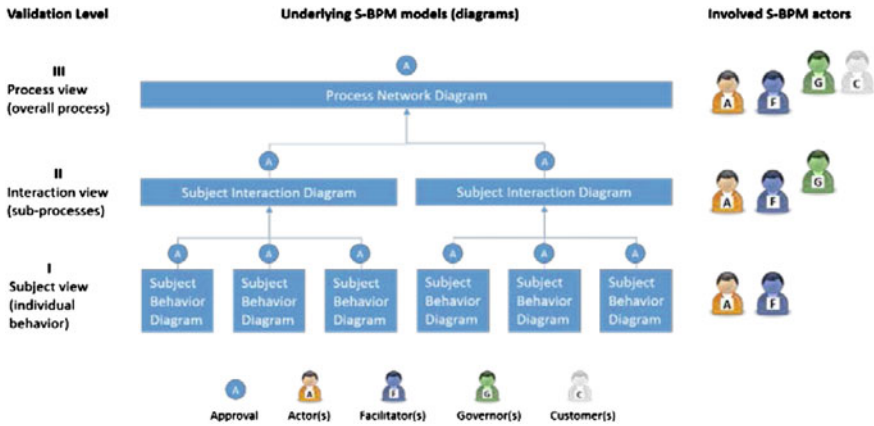 Validation Level
Underlying S-BPM models (diagrams)
Involved S-BPM actors
III
Process view
(overall process)
A
Process Network Diagram
A
F
G
C
II
Interaction view
(sub-processes)
A
A
Subject Interaction Diagram
Subject Interaction Diagram
A
F
G
I
Subject view
(individual
behavior)
A
A
A
A
A
A
Subject
Behavior
Diagram
Subject
Behavior
Diagram
Subject
Behavior
Diagram
Subject
Behavior
Diagram
Subject
Behavior
Diagram
Subject
Behavior
Diagram
A
F
A
A
F
G
C
Approval
Actor(s)
Facilitator(s)
Governor(s)
Customer(s)